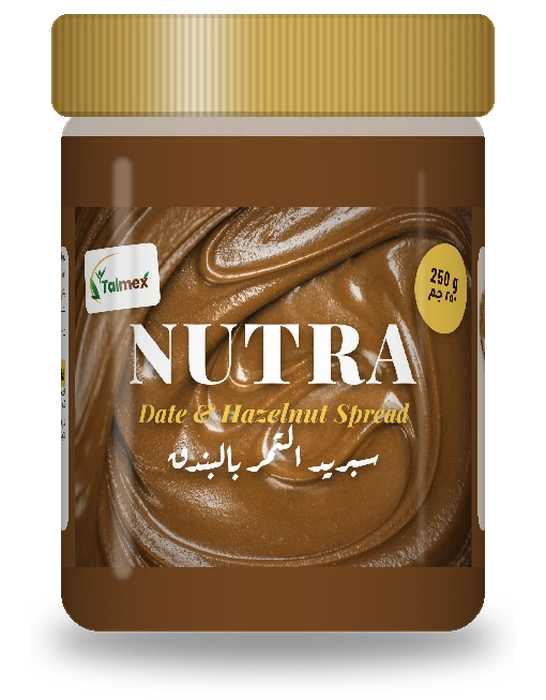 Talmex
250 g
٢٥٠ جم
NUTRA
Date & Hazelnut Spread
سبريد التمر بالبندق